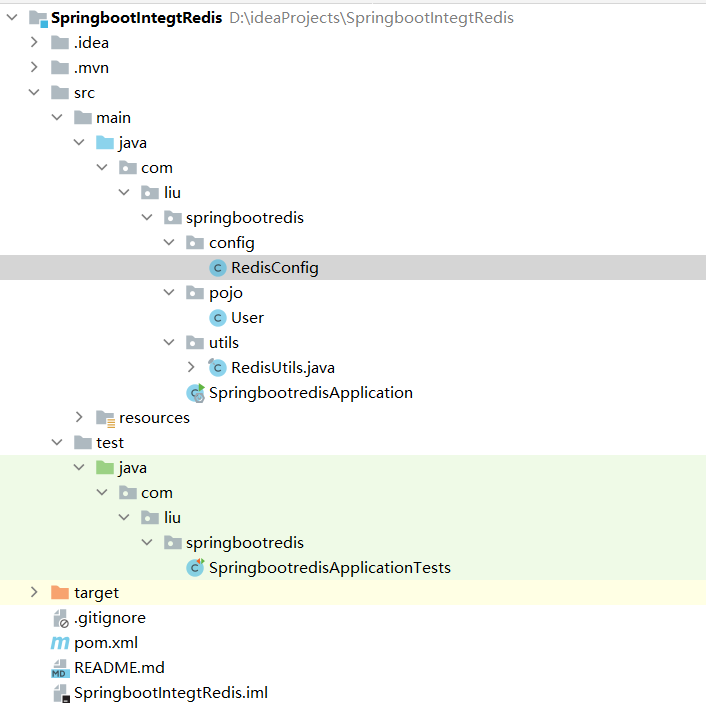 SpringbootIntegtRedis D:\ideaProjects\SpringbootIntegtRedis
.idea
.mvn
src
main
java
com
liu
springbootredis
config
RedisConfig
pojo
User
utils
RedisUtils.java
SpringbootredisApplication
resources
test
java
com
liu
springbootredis
SpringbootredisApplicationTests
target
.gitignore
pom.xml
README.md
SpringbootIntegtRedis.iml